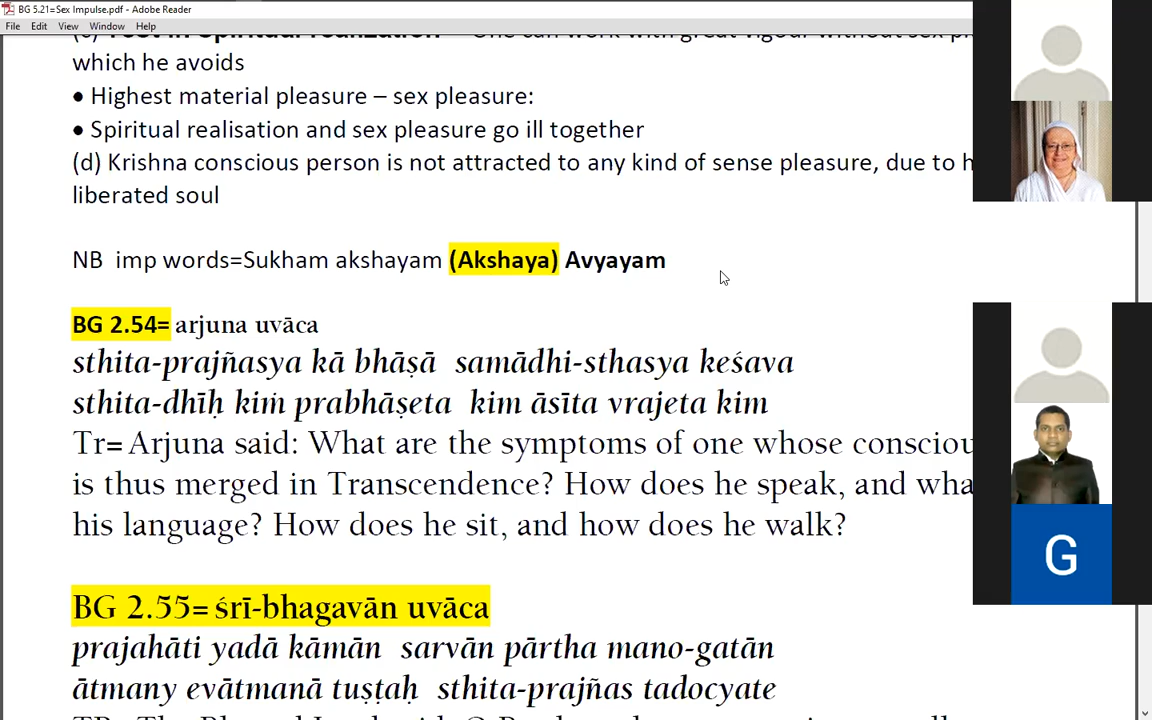 BG 5.21=Sex Impulse.pdf - Adobe Reader
File Edit View Window Help
which he avoids
• Highest material pleasure – sex pleasure:
• Spiritual realisation and sex pleasure go ill together
(d) Krishna conscious person is not attracted to any kind of sense pleasure, due to
liberated soul
NB imp words=Sukham akshayam (Akshaya) Avyayam
BG 2.54= arjuna uvāca
sthita-prajñasya kā bhāṣā samādhi-sthasya keśava
sthita-dhīḥ kiṁ prabhāṣeta kim āsīta vrajeta kim
Tr= Arjuna said: What are the symptoms of one whose
is thus merged in Transcendence? How does he speak, and
his language? How does he sit, and how does he walk?
BG 2.55= śrī-bhagavān uvāca
prajahāti yadā kāmān sarvān pārtha mano-gatān
ātmany evātmanā tuṣṭaḥ sthita-prajñas tadocyate
G